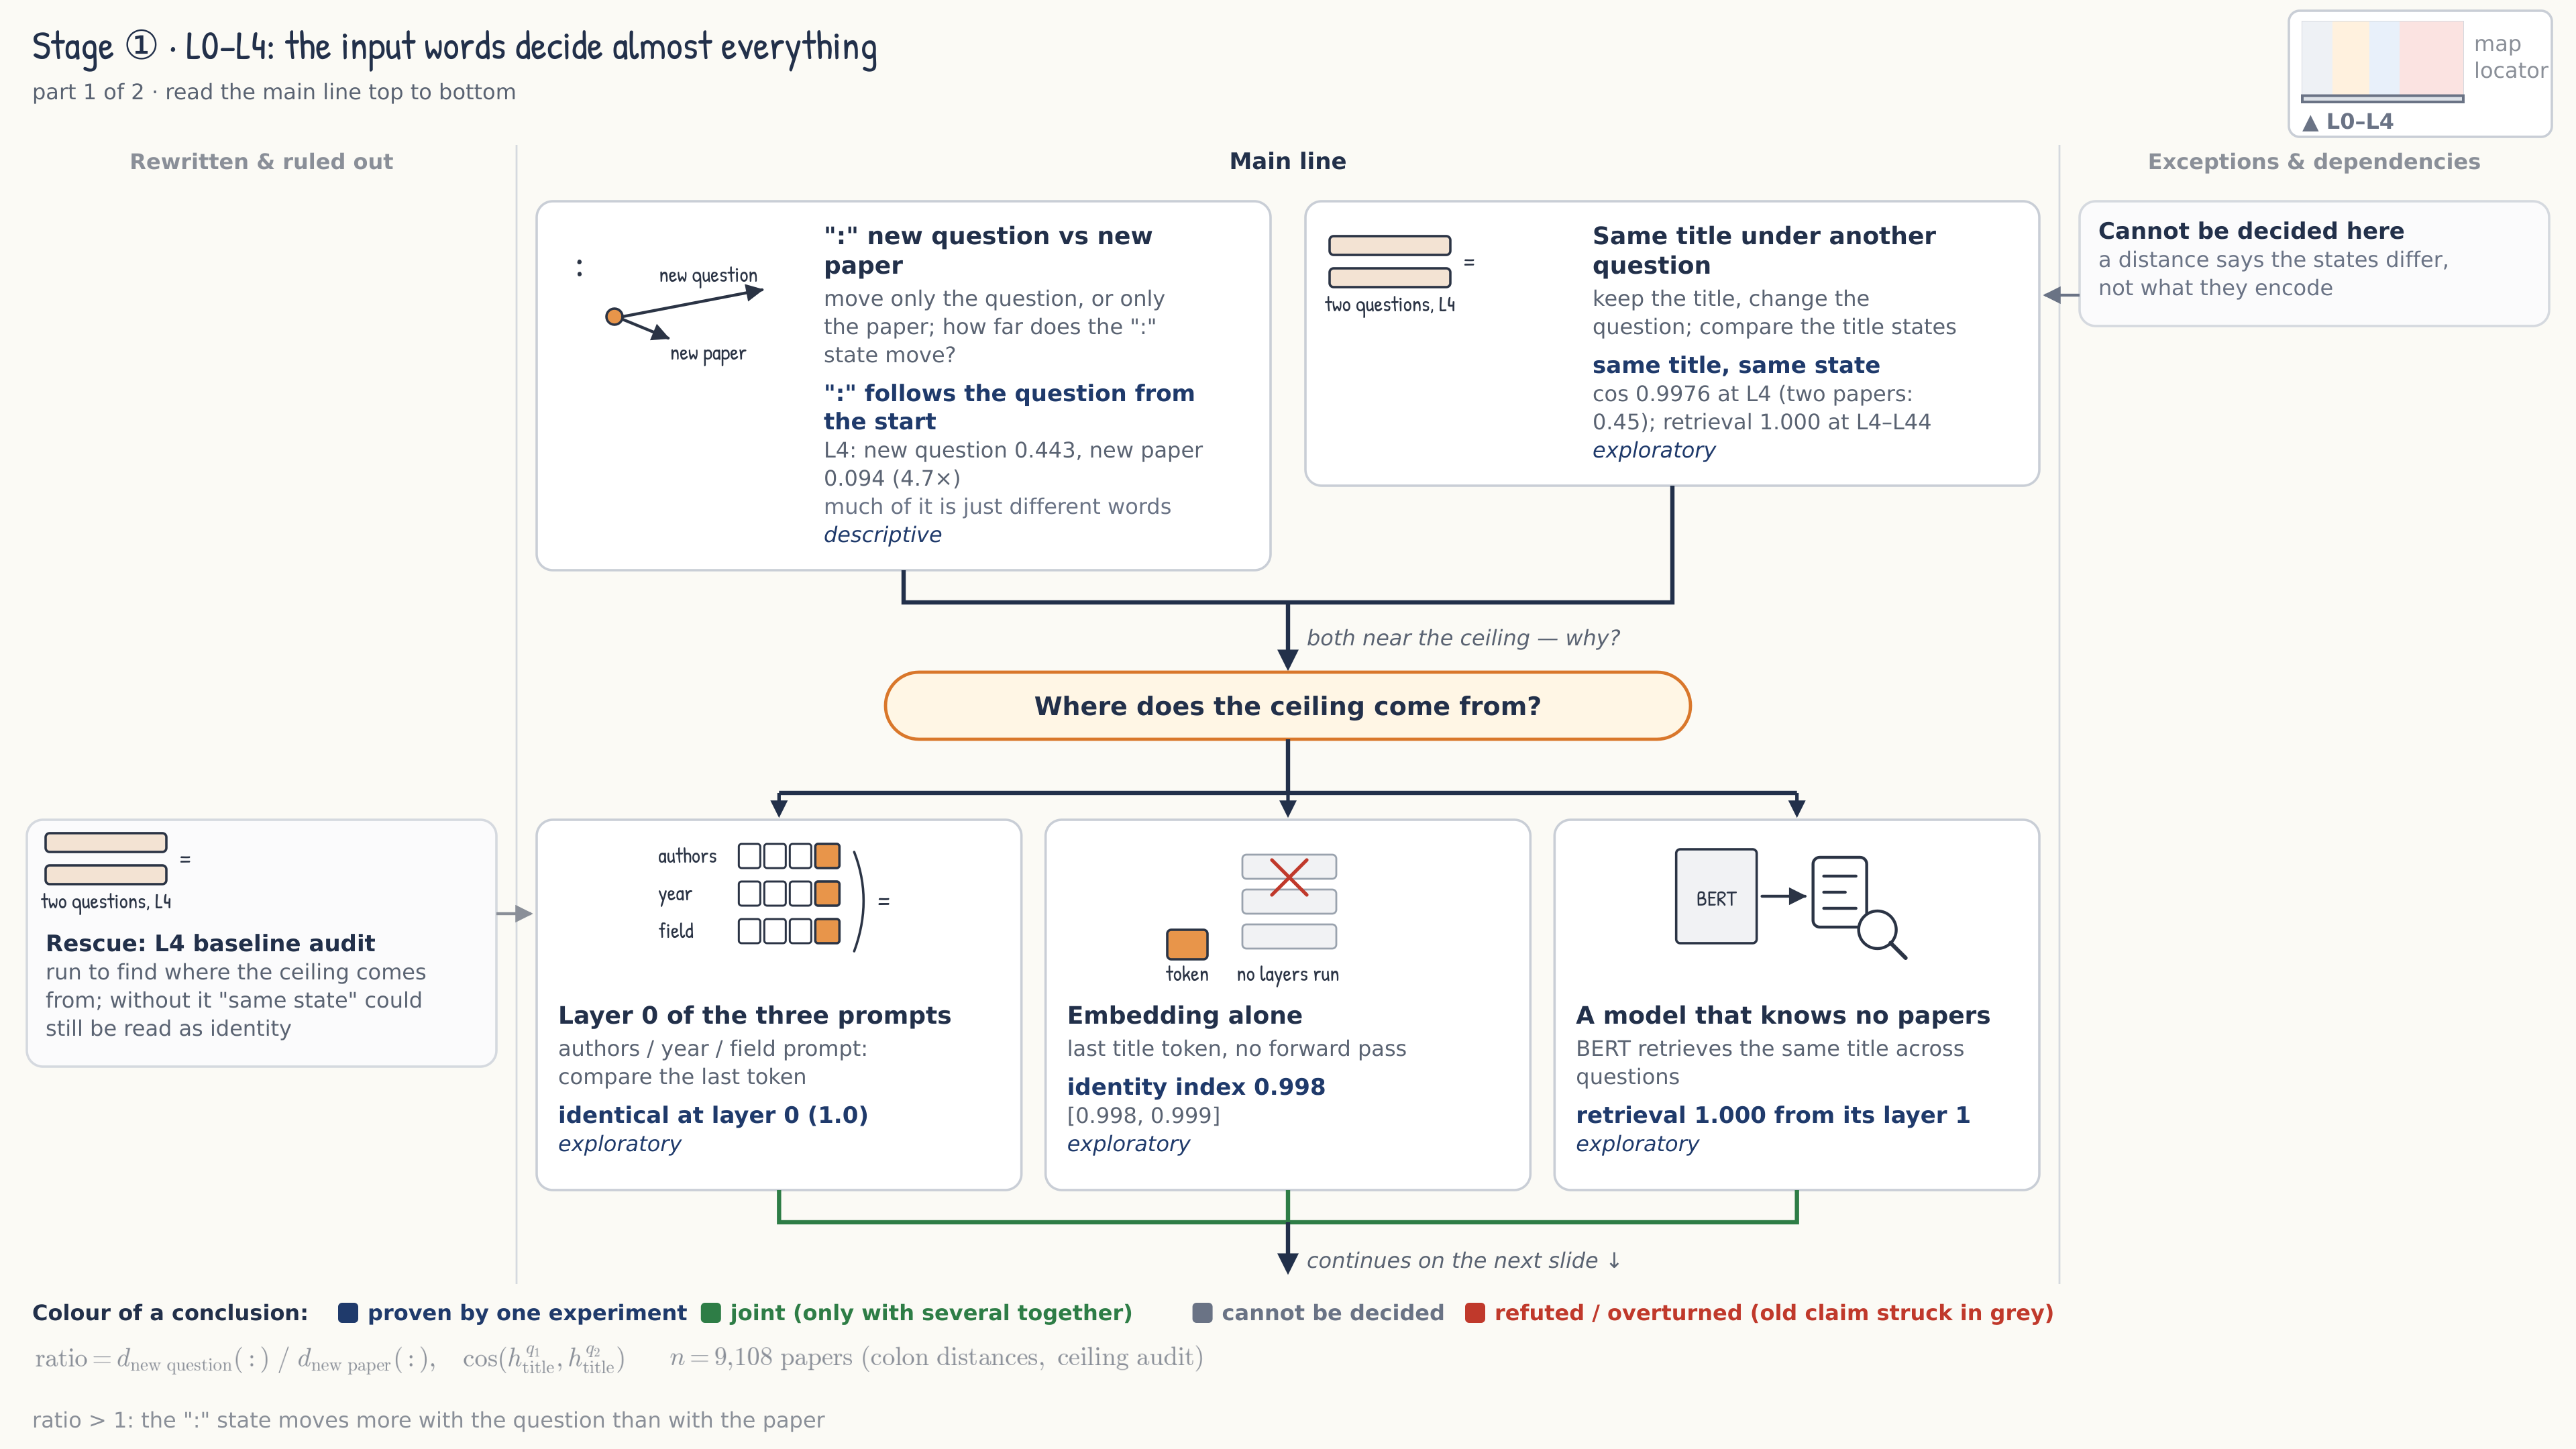 Stage ① · L0–L4: the input words decide almost everything
part 1 of 2 · read the main line top to bottom
map
locator
▲ L0–L4
Rewritten & ruled out
Main line
Exceptions & dependencies
:
new question
new paper
":" new question vs new
paper
move only the question, or only
the paper; how far does the ":"
state move?
":" follows the question from
the start
L4: new question 0.443, new paper
0.094 (4.7×)
much of it is just different words
descriptive
=
two questions, L4
Same title under another
question
keep the title, change the
question; compare the title states
same title, same state
cos 0.9976 at L4 (two papers:
0.45); retrieval 1.000 at L4–L44
exploratory
Cannot be decided here
a distance says the states differ,
not what they encode
both near the ceiling — why?
Where does the ceiling come from?
=
two questions, L4
Rescue: L4 baseline audit
run to find where the ceiling comes
from; without it "same state" could
still be read as identity
authors
year
field
=
Layer 0 of the three prompts
authors / year / field prompt:
compare the last token
identical at layer 0 (1.0)
exploratory
token
no layers run
Embedding alone
last title token, no forward pass
identity index 0.998
[0.998, 0.999]
exploratory
BERT
A model that knows no papers
BERT retrieves the same title across
questions
retrieval 1.000 from its layer 1
exploratory
continues on the next slide ↓
Colour of a conclusion: proven by one experiment joint (only with several together) cannot be decided refuted / overturned (old claim struck in grey)
ratio = d_new question(:) / d_new paper(:), cos(h_title^q1, h_title^q2) n = 9,108 papers (colon distances, ceiling audit)
ratio > 1: the ":" state moves more with the question than with the paper